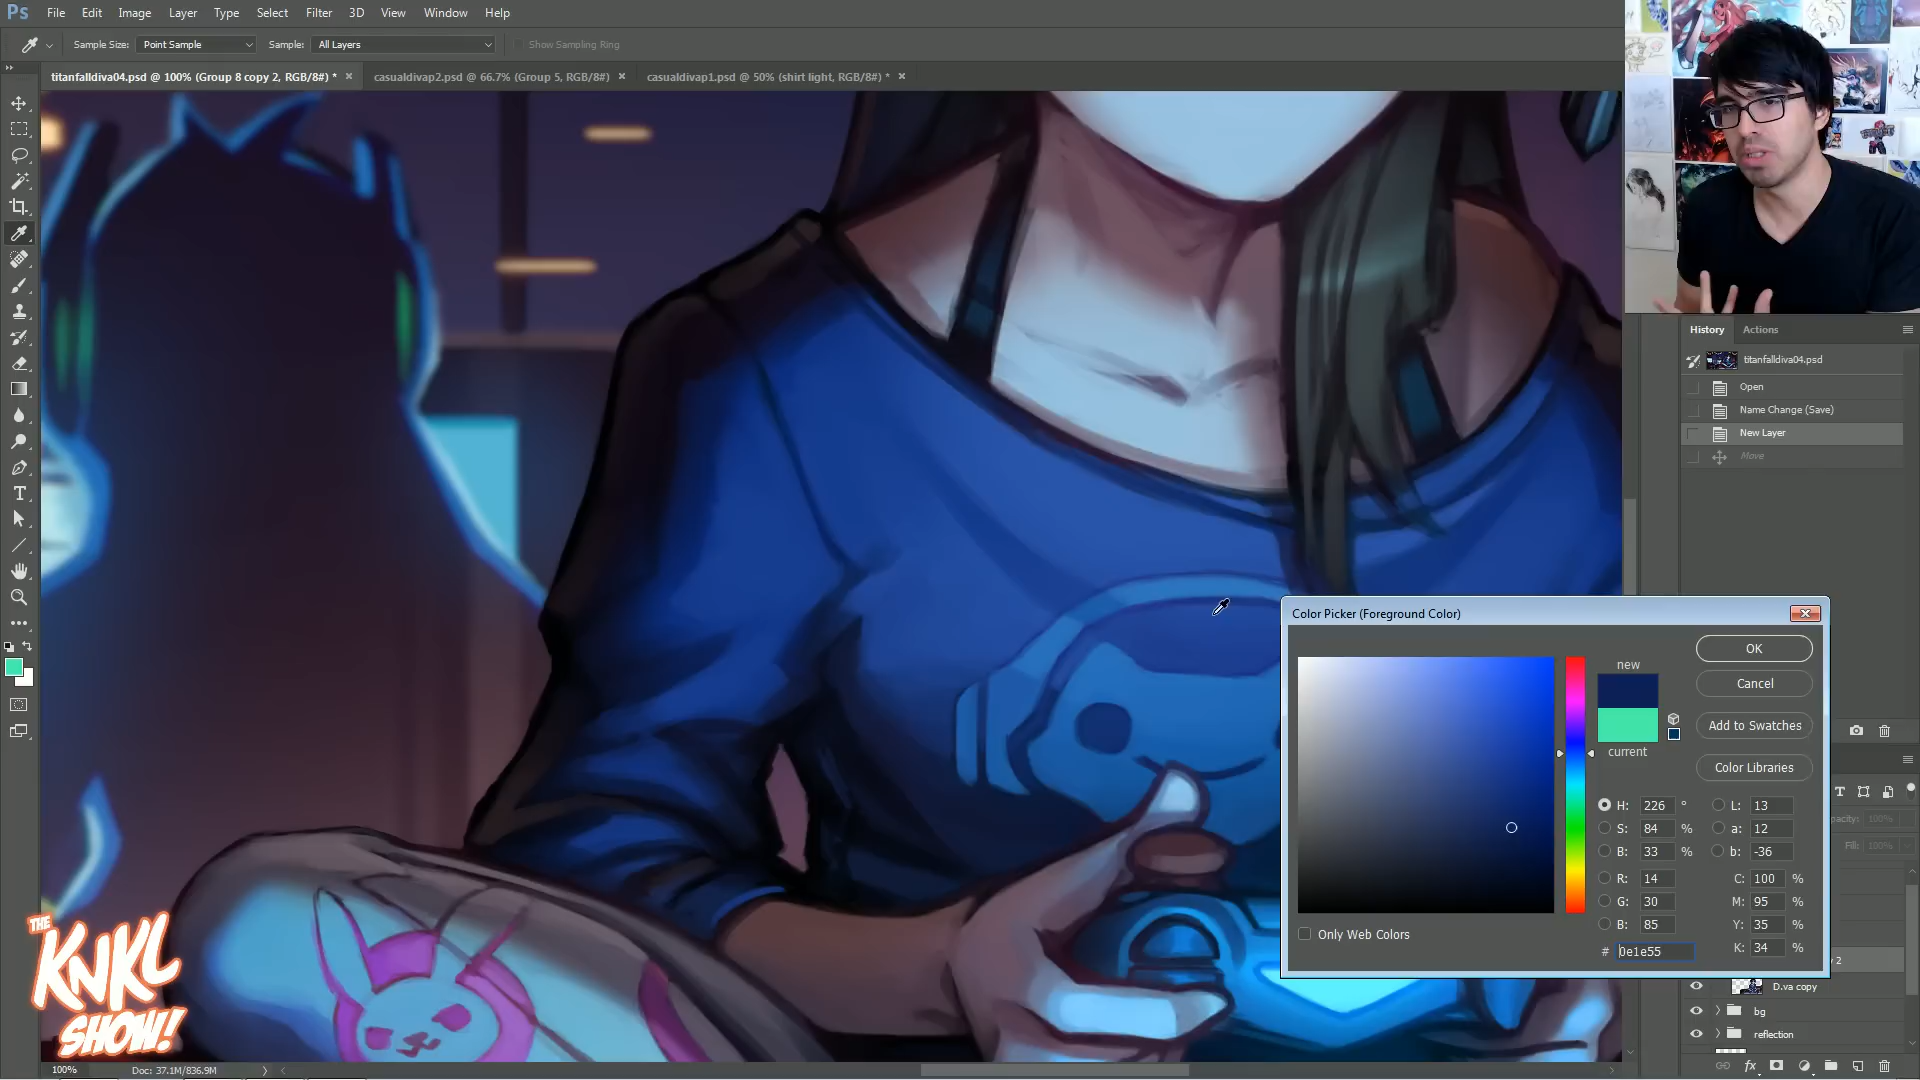 Ps File Edit Image Layer Type Select Filter 3D View Window Help
Sample Size: Point Sample Sample: All Layers Show Sampling Ring
titanfalldiva04.psd @ 100% (Group 8 copy 2, RGB/8#) * casualdivap2.psd @ 66.7% (Group 5, RGB/8#) casualdivap1.psd @ 50% (shirt light, RGB/8#) *
History Actions
titanfalldiva04.psd
Open
Name Change (Save)
New Layer
Move
Color Picker (Foreground Color)
OK
new
Cancel
Add to Swatches
current
Color Libraries
H: 226 ° L: 13
S: 84 % a: 12
B: 33 % b: -36
R: 14 C: 100 %
G: 30 M: 95 %
B: 85 Y: 35 %
K: 34 %
Only Web Colors
# 0e1e55
Fill: 100%
2
D.va copy
bg
reflection
THE
KNKL
SHOW!
100% Doc: 37.1M/836.9M